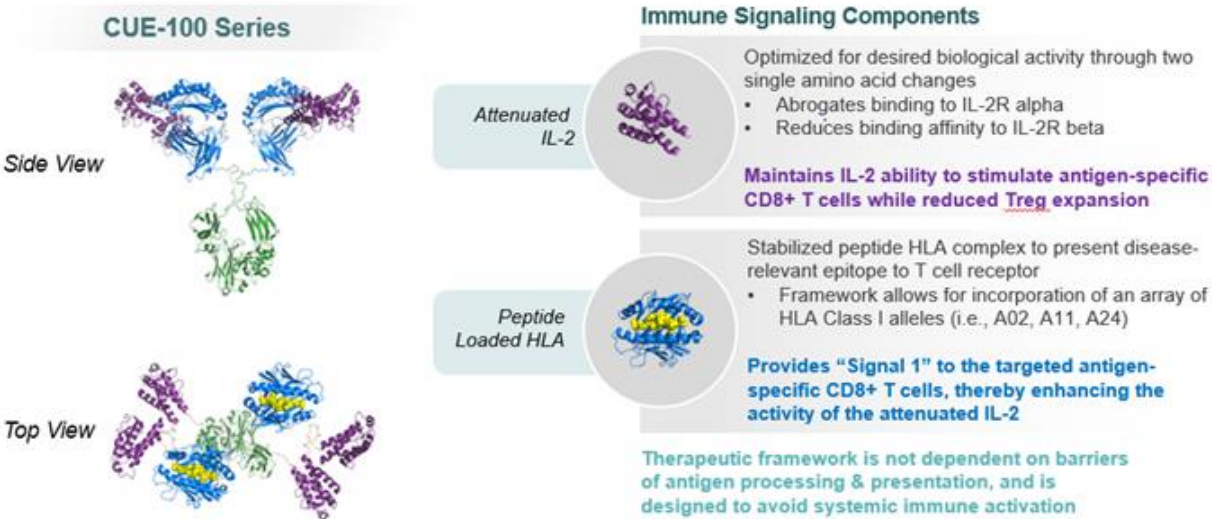 CUE-100 Series
Side View
Top View
Immune Signaling Components
Attenuated
IL-2
Optimized for desired biological activity through two
single amino acid changes
• Abrogates binding to IL-2R alpha
• Reduces binding affinity to IL-2R beta
Maintains IL-2 ability to stimulate antigen-specific
CD8+ T cells while reduced Treg expansion
Peptide
Loaded HLA
Stabilized peptide HLA complex to present disease-
relevant epitope to T cell receptor
• Framework allows for incorporation of an array of
HLA Class I alleles (i.e., A02, A11, A24)
Provides “Signal 1” to the targeted antigen-
specific CD8+ T cells, thereby enhancing the
activity of the attenuated IL-2
Therapeutic framework is not dependent on barriers
of antigen processing & presentation, and is
designed to avoid systemic immune activation